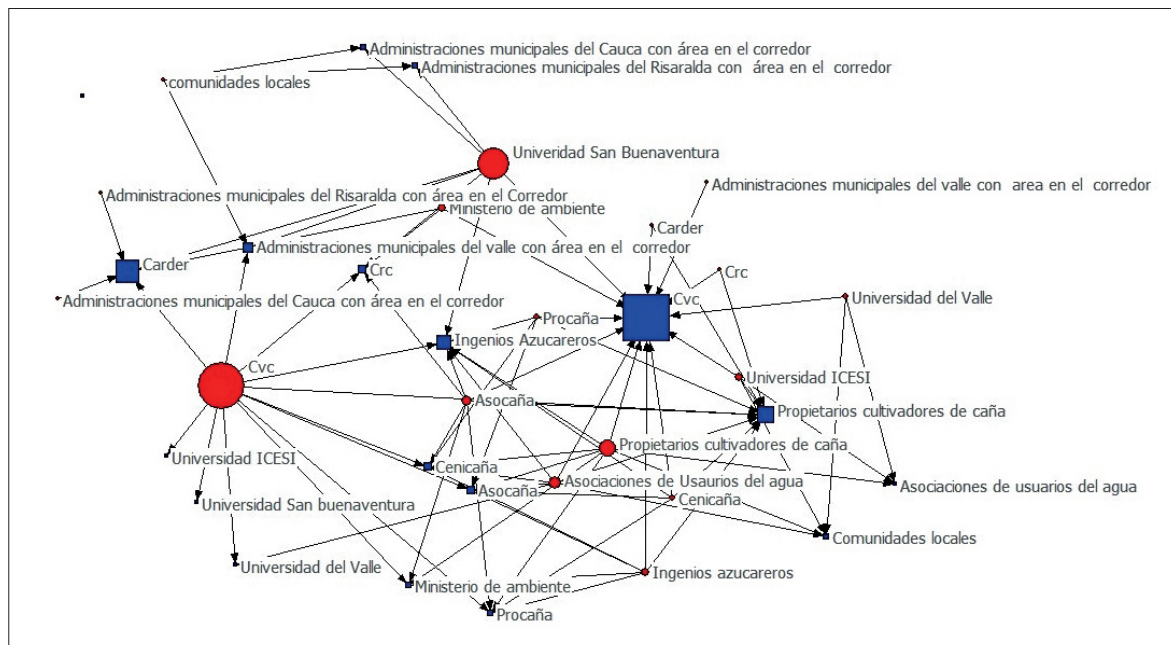 Administraciones municipales del Cauca con área en el corredor
Administraciones municipales del Risaralda con área en el corredor
comunidades locales
Univeridad San Buenaventura
Administraciones municipales del valle con area en el corredor
Administraciones municipales del Risaralda con área en el Corredor
Ministerio de ambiente
Carder
Administraciones municipales del valle con área en el corredor
Carder
Crc
Crc
Cvc
Administraciones municipales del Cauca con área en el corredor
Universidad del Valle
Procaña
Ingenios Azucareros
Cvc
Universidad ICESI
Asocaña
Propietarios cultivadores de caña
Propietarios cultivadores de caña
Universidad ICESI
Cenicaña
Asociaciones de Usaurios del agua
Asocaña
Cenicaña
Asociaciones de usuarios del agua
Universidad San buenaventura
Comunidades locales
Universidad del Valle
Ingenios azucareros
Ministerio de ambiente
Procaña